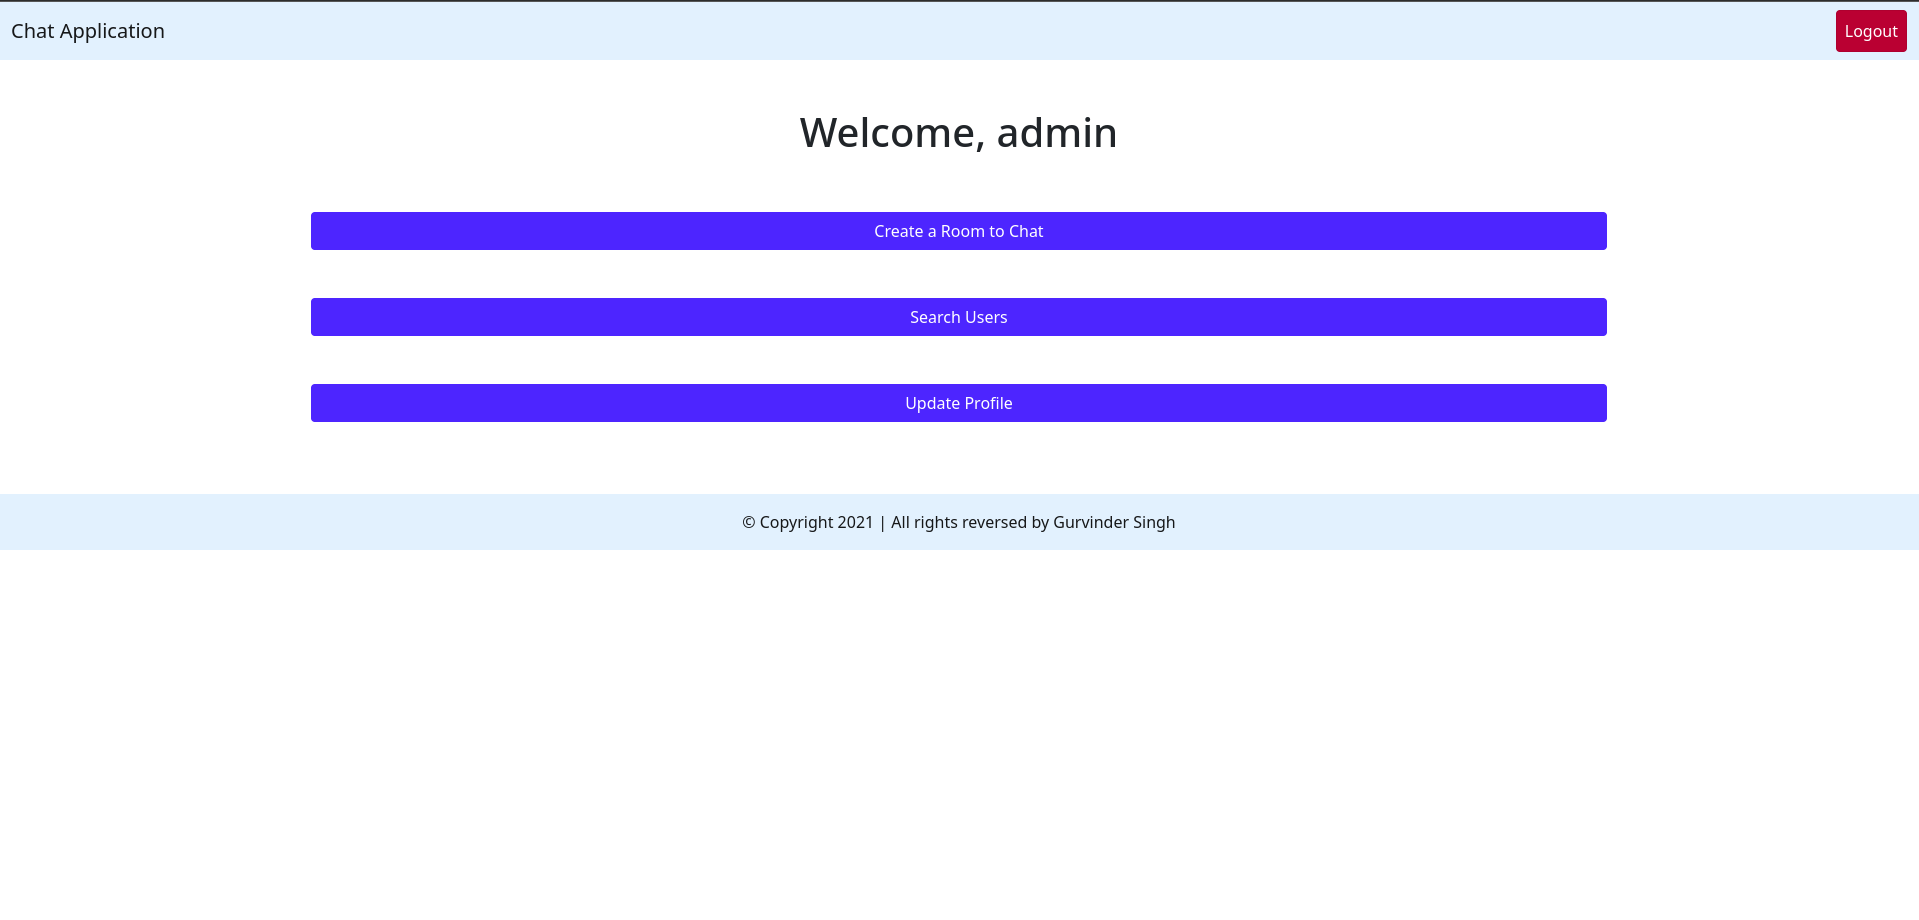 Chat Application
Logout
Welcome, admin
Create a Room to Chat
Search Users
Update Profile
© Copyright 2021 | All rights reversed by Gurvinder Singh